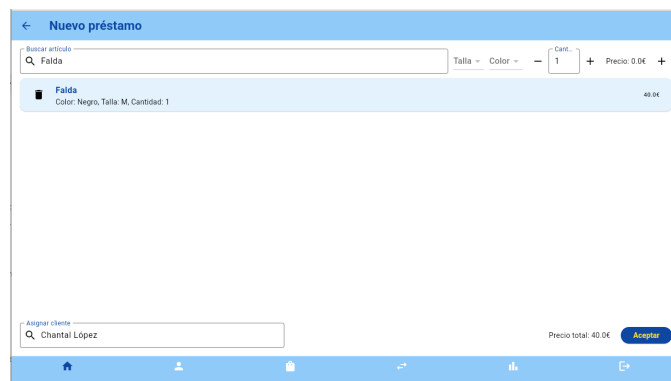 Nuevo préstamo
Buscar artículo
Falda
Talla
Color
Cant...
1
Precio: 0.0€
Falda
Color: Negro, Talla: M, Cantidad: 1
40.0€
Asignar cliente
Chantal López
Precio total: 40.0€
Aceptar